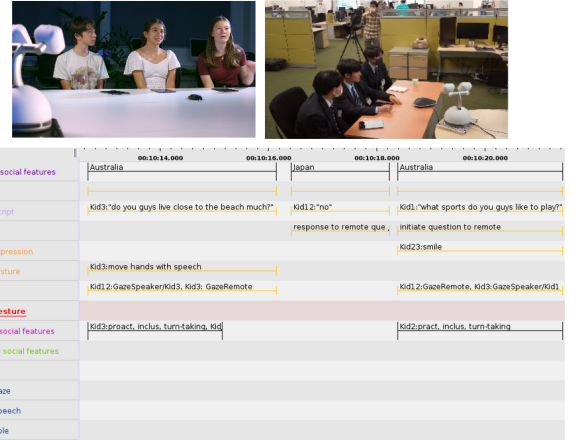 00:10:14.000 00:10:16.000 00:10:18.000 00:10:20.000
social features Australia Japan Australia
cript Kid3:"do you guys live close to the beach much?" Kid12:"no" Kid1:"what sports do you guys like to play?"
response to remote que initiate question to remote
pression Kid23:smile
sture Kid3:move hands with speech
Kid12:GazeSpeaker/Kid3, Kid3: GazeRemote Kid12:GazeRemote, Kid3:GazeSpeaker/Kid1
esture
social features Kid3:proact, inclus, turn-taking, Kid Kid2:pract, inclus, turn-taking
social features
aze
peech
ble